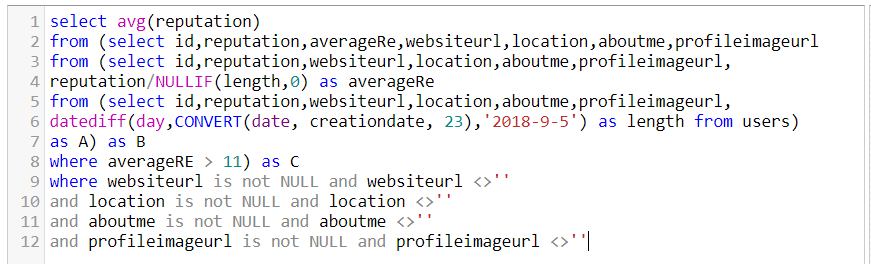 1 select avg(reputation)
2 from (select id,reputation,averageRe,websiteurl,location,aboutme,profileimageurl
3 from (select id,reputation,websiteurl,location,aboutme,profileimageurl,
4 reputation/NULLIF(length,0) as averageRe
5 from (select id,reputation,websiteurl,location,aboutme,profileimageurl,
6 datediff(day,CONVERT(date, creationdate, 23),'2018-9-5') as length from users)
7 as A) as B
8 where averageRE > 11) as C
9 where websiteurl is not NULL and websiteurl <>''
10 and location is not NULL and location <>''
11 and aboutme is not NULL and aboutme <>''
12 and profileimageurl is not NULL and profileimageurl <>''